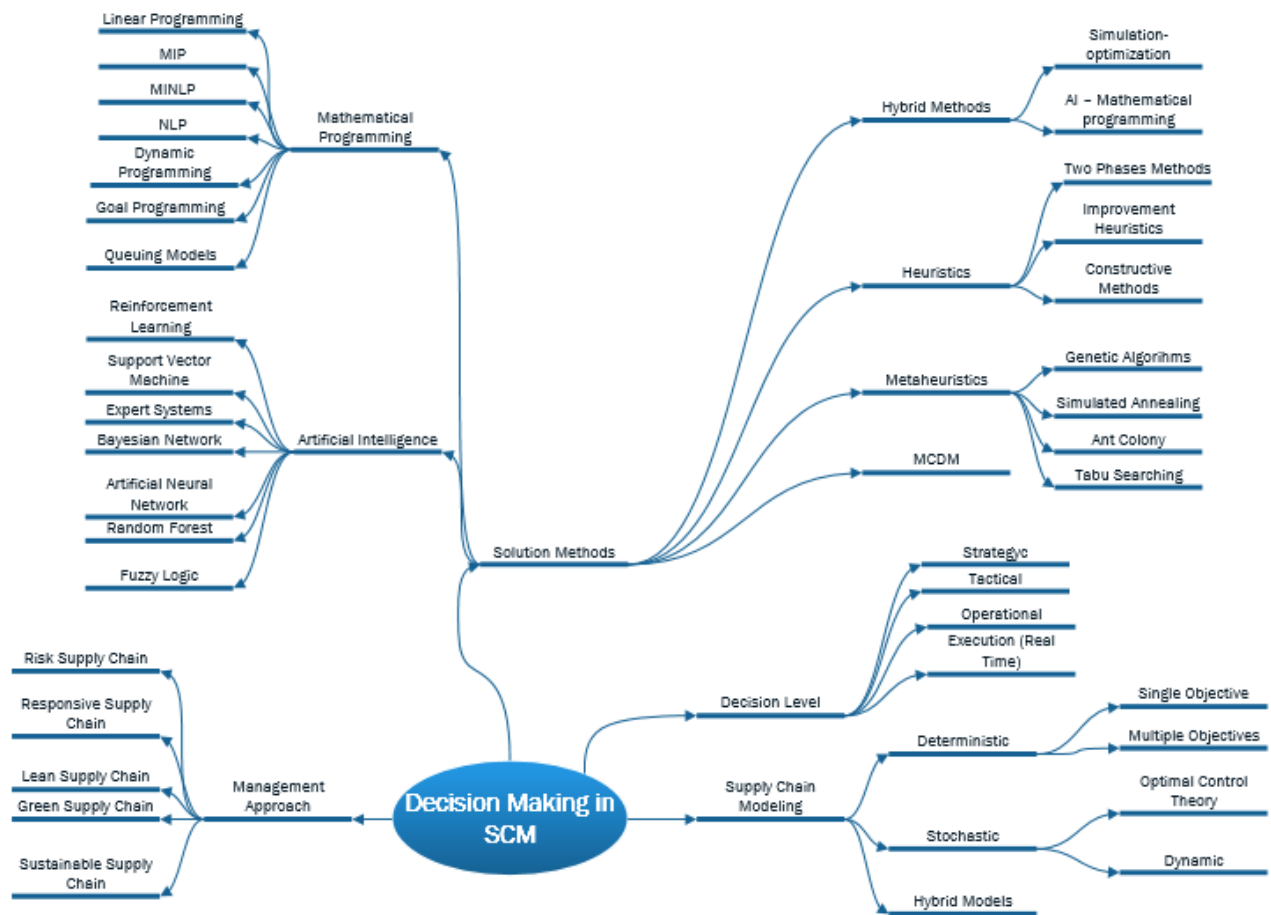 Linear Programming
MIP
MINLP
NLP
Dynamic
Programming
Goal Programming
Queuing Models
Mathematical
Programming
Reinforcement
Learning
Support Vector
Machine
Expert Systems
Bayesian Network
Artificial Neural
Network
Random Forest
Fuzzy Logic
Artificial Intelligence
Solution Methods
Hybrid Methods
Simulation-
optimization
AI – Mathematical
programming
Heuristics
Two Phases Methods
Improvement
Heuristics
Constructive
Methods
Metaheuristics
Genetic Algorihms
Simulated Annealing
Ant Colony
Tabu Searching
MCDM
Risk Supply Chain
Responsive Supply
Chain
Lean Supply Chain
Green Supply Chain
Sustainable Supply
Chain
Management
Approach
Decision Making in
SCM
Decision Level
Strategyc
Tactical
Operational
Execution (Real
Time)
Supply Chain
Modeling
Deterministic
Single Objective
Multiple Objectives
Stochastic
Optimal Control
Theory
Dynamic
Hybrid Models